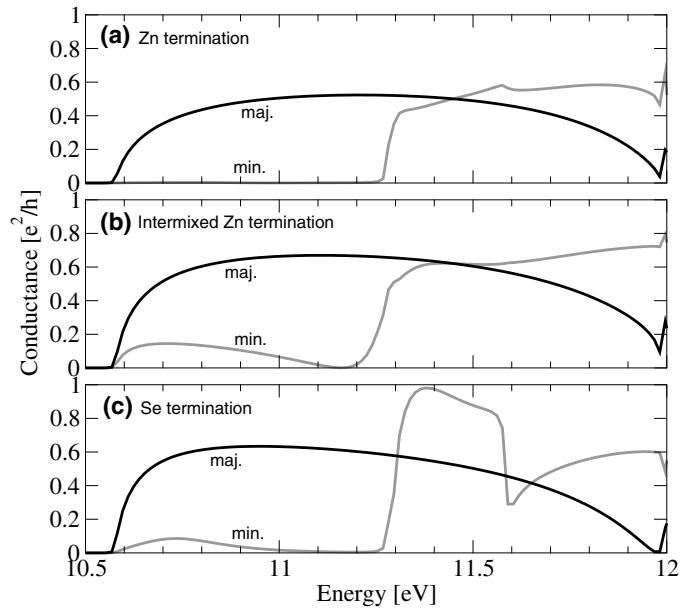 1
(a) Zn termination
0.8
0.6
0.4
maj.
0.2
min.
0
1
(b) Intermixed Zn termination
0.8
0.6
maj.
0.4
min.
0.2
0
1
(c) Se termination
0.8
0.6
maj.
0.4
0.2
min.
0
Conductance [e²/h]
10.5 11 11.5 12
Energy [eV]